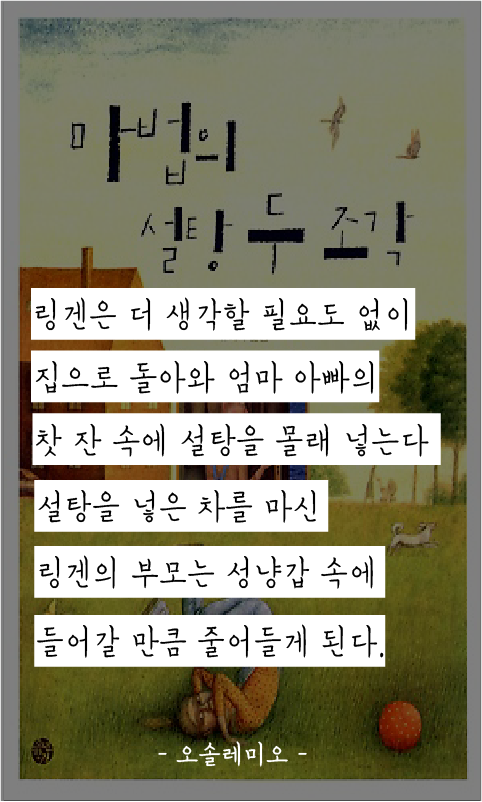 마법의
설탕 두 조각
링겐은 더 생각할 필요도 없이
집으로 돌아와 엄마 아빠의
찻 잔 속에 설탕을 몰래 넣는다
설탕을 넣은 차를 마신
링겐의 부모는 성냥갑 속에
들어갈 만큼 줄어들게 된다.
- 오솔레미오 -